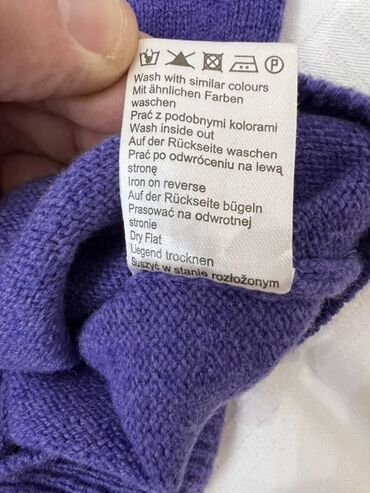 P
Wash with similar colours
Mit ähnlichen Farben
waschen
Prać z podobnymi kolorami
Wash inside out
Auf der Rückseite waschen
Prać po odwróceniu na lewą
stronę
Iron on reverse
Auf der Rückseite bügeln
Prasować na odwrotnej
stronie
Dry Flat
Liegend trocknen
Suszyć w stanie rozłożonym